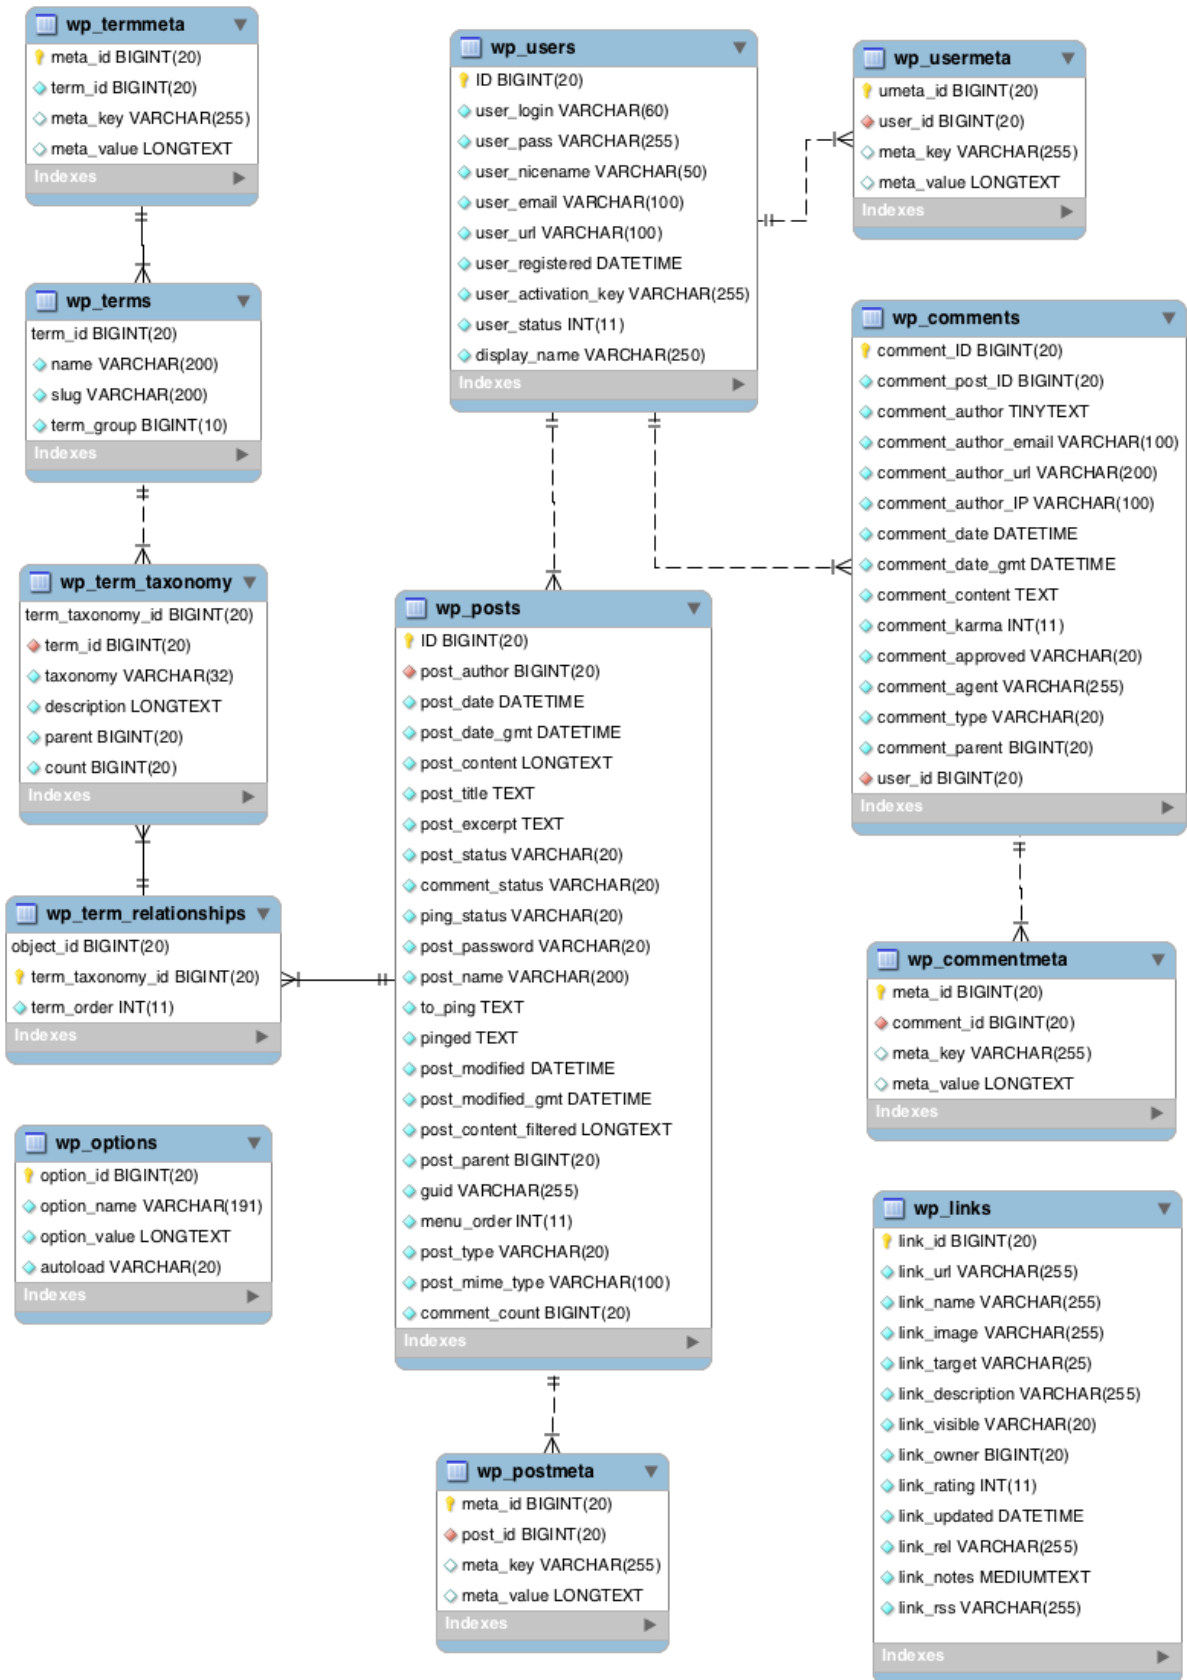 wp_termmeta
meta_id BIGINT(20)
term_id BIGINT(20)
meta_key VARCHAR(255)
meta_value LONGTEXT
Indexes
wp_terms
term_id BIGINT(20)
name VARCHAR(200)
slug VARCHAR(200)
term_group BIGINT(10)
Indexes
wp_term_taxonomy
term_taxonomy_id BIGINT(20)
term_id BIGINT(20)
taxonomy VARCHAR(32)
description LONGTEXT
parent BIGINT(20)
count BIGINT(20)
Indexes
wp_term_relationships
object_id BIGINT(20)
term_taxonomy_id BIGINT(20)
term_order INT(11)
Indexes
wp_options
option_id BIGINT(20)
option_name VARCHAR(191)
option_value LONGTEXT
autoload VARCHAR(20)
Indexes
wp_users
ID BIGINT(20)
user_login VARCHAR(60)
user_pass VARCHAR(255)
user_nicename VARCHAR(50)
user_email VARCHAR(100)
user_url VARCHAR(100)
user_registered DATETIME
user_activation_key VARCHAR(255)
user_status INT(11)
display_name VARCHAR(250)
Indexes
wp_posts
ID BIGINT(20)
post_author BIGINT(20)
post_date DATETIME
post_date_gmt DATETIME
post_content LONGTEXT
post_title TEXT
post_excerpt TEXT
post_status VARCHAR(20)
comment_status VARCHAR(20)
ping_status VARCHAR(20)
post_password VARCHAR(20)
post_name VARCHAR(200)
to_ping TEXT
pinged TEXT
post_modified DATETIME
post_modified_gmt DATETIME
post_content_filtered LONGTEXT
post_parent BIGINT(20)
guid VARCHAR(255)
menu_order INT(11)
post_type VARCHAR(20)
post_mime_type VARCHAR(100)
comment_count BIGINT(20)
Indexes
wp_postmeta
meta_id BIGINT(20)
post_id BIGINT(20)
meta_key VARCHAR(255)
meta_value LONGTEXT
Indexes
wp_usermeta
umeta_id BIGINT(20)
user_id BIGINT(20)
meta_key VARCHAR(255)
meta_value LONGTEXT
Indexes
wp_comments
comment_ID BIGINT(20)
comment_post_ID BIGINT(20)
comment_author TINYTEXT
comment_author_email VARCHAR(100)
comment_author_url VARCHAR(200)
comment_author_IP VARCHAR(100)
comment_date DATETIME
comment_date_gmt DATETIME
comment_content TEXT
comment_karma INT(11)
comment_approved VARCHAR(20)
comment_agent VARCHAR(255)
comment_type VARCHAR(20)
comment_parent BIGINT(20)
user_id BIGINT(20)
Indexes
wp_commentmeta
meta_id BIGINT(20)
comment_id BIGINT(20)
meta_key VARCHAR(255)
meta_value LONGTEXT
Indexes
wp_links
link_id BIGINT(20)
link_url VARCHAR(255)
link_name VARCHAR(255)
link_image VARCHAR(255)
link_target VARCHAR(25)
link_description VARCHAR(255)
link_visible VARCHAR(20)
link_owner BIGINT(20)
link_rating INT(11)
link_updated DATETIME
link_rel VARCHAR(255)
link_notes MEDIUMTEXT
link_rss VARCHAR(255)
Indexes